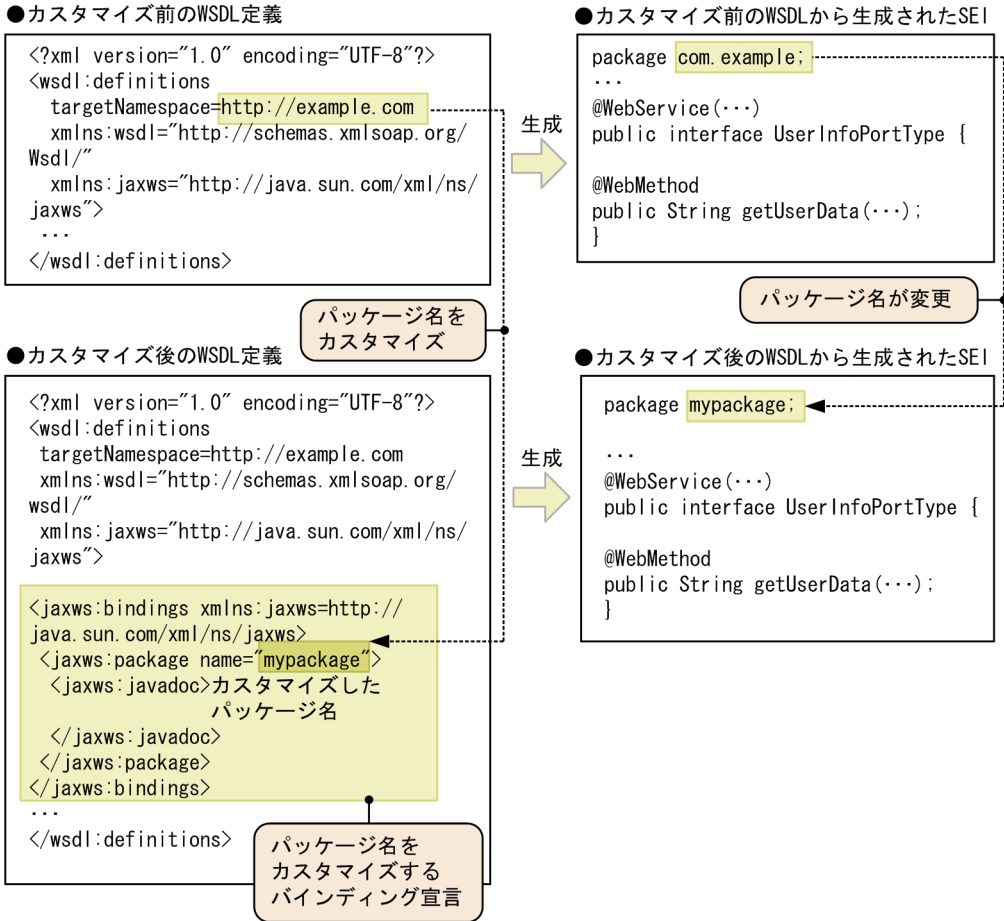 ●カスタマイズ前のWSDL定義
<?xml version="1.0" encoding="UTF-8"?>
<wsdl:definitions
targetNamespace=http://example.com
xmlns:wsdl="http://schemas.xmlsoap.org/
Wsdl/"
xmlns:jaxws="http://java.sun.com/xml/ns/
jaxws">
...
</wsdl:definitions>
生成
●カスタマイズ前のWSDLから生成されたSEI
package com.example;
...
@WebService(···)
public interface UserInfoPortType {
@WebMethod
public String getUserData(···);
}
パッケージ名を
カスタマイズ
パッケージ名が変更
●カスタマイズ後のWSDL定義
<?xml version="1.0" encoding="UTF-8"?>
<wsdl:definitions
targetNamespace=http://example.com
xmlns:wsdl="http://schemas.xmlsoap.org/
wsdl/"
xmlns:jaxws="http://java.sun.com/xml/ns/
jaxws">
<jaxws:bindings xmlns:jaxws=http://
java.sun.com/xml/ns/jaxws>
<jaxws:package name="mypackage">
<jaxws:javadoc>カスタマイズした
パッケージ名
</jaxws:javadoc>
</jaxws:package>
</jaxws:bindings>
...
</wsdl:definitions>
パッケージ名を
カスタマイズする
バインディング宣言
生成
●カスタマイズ後のWSDLから生成されたSEI
package mypackage;
...
@WebService(···)
public interface UserInfoPortType {
@WebMethod
public String getUserData(···);
}